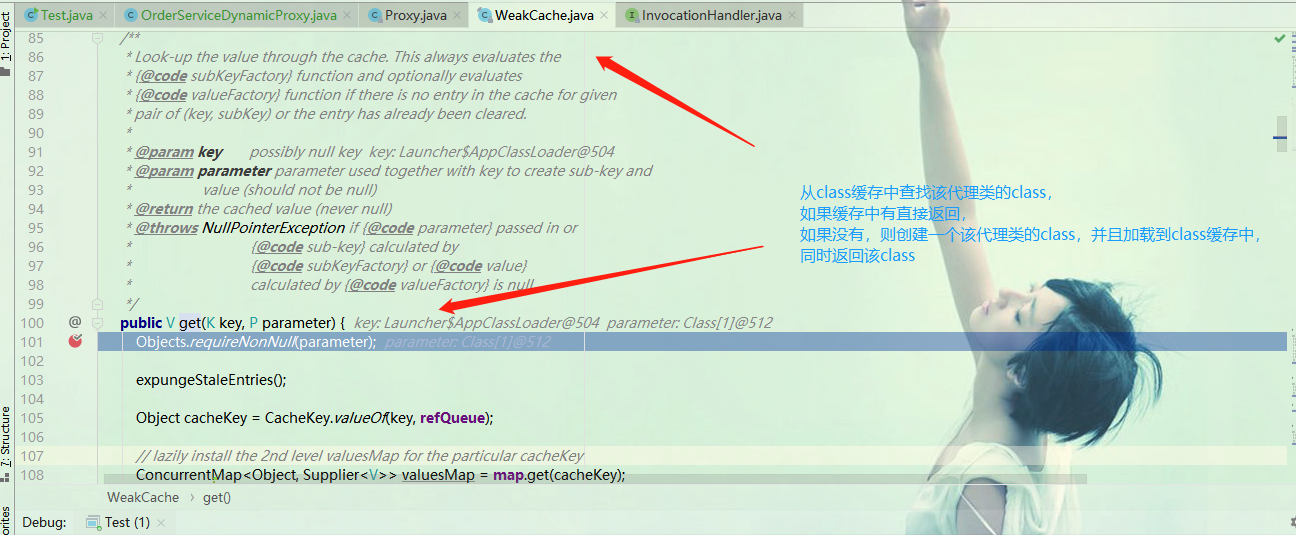 1: Project
Test.java
OrderServiceDynamicProxy.java
Proxy.java
WeakCache.java
InvocationHandler.java
85 /**
86 * Look-up the value through the cache. This always evaluates the
87 * {@code subKeyFactory} function and optionally evaluates
88 * {@code valueFactory} function if there is no entry in the cache for given
89 * pair of (key, subKey) or the entry has already been cleared.
90 *
91 * @param key possibly null key key: Launcher$AppClassLoader@504
92 * @param parameter parameter used together with key to create sub-key and
93 * value (should not be null)
94 * @return the cached value (never null)
95 * @throws NullPointerException if {@code parameter} passed in or
96 * {@code sub-key} calculated by
97 * {@code subKeyFactory} or {@code value}
98 * calculated by {@code valueFactory} is null.
99 */
100 @ public V get(K key, P parameter) { key: Launcher$AppClassLoader@504 parameter: Class[1]@512
101 Objects.requireNonNull(parameter); parameter: Class[1]@512
102
103 expungeStaleEntries();
104
105 Object cacheKey = CacheKey.valueOf(key, refQueue);
106
107 // lazily install the 2nd level valuesMap for the particular cacheKey
108 ConcurrentMap<Object, Supplier<V>> valuesMap = map.get(cacheKey);
从class缓存中查找该代理类的class，
如果缓存中有直接返回，
如果没有，则创建一个该代理类的class，并且加载到class缓存中，
同时返回该class
7: Structure
WeakCache › get()
Debug: Test (1)